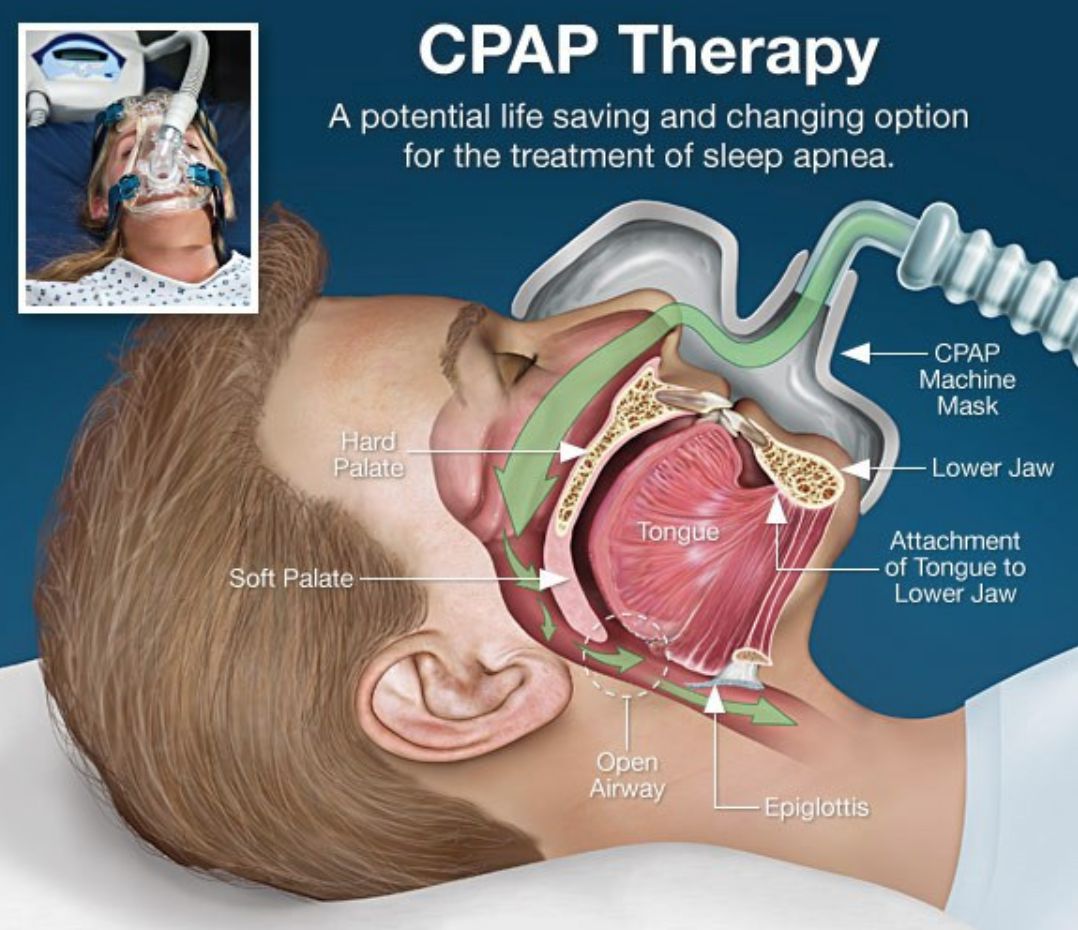 CPAP Therapy
A potential life saving and changing option
for the treatment of sleep apnea.
CPAP
Machine
Mask
Hard
Palate
Lower Jaw
Tongue
Attachment
of Tongue to
Lower Jaw
Soft Palate
Open
Airway
Epiglottis